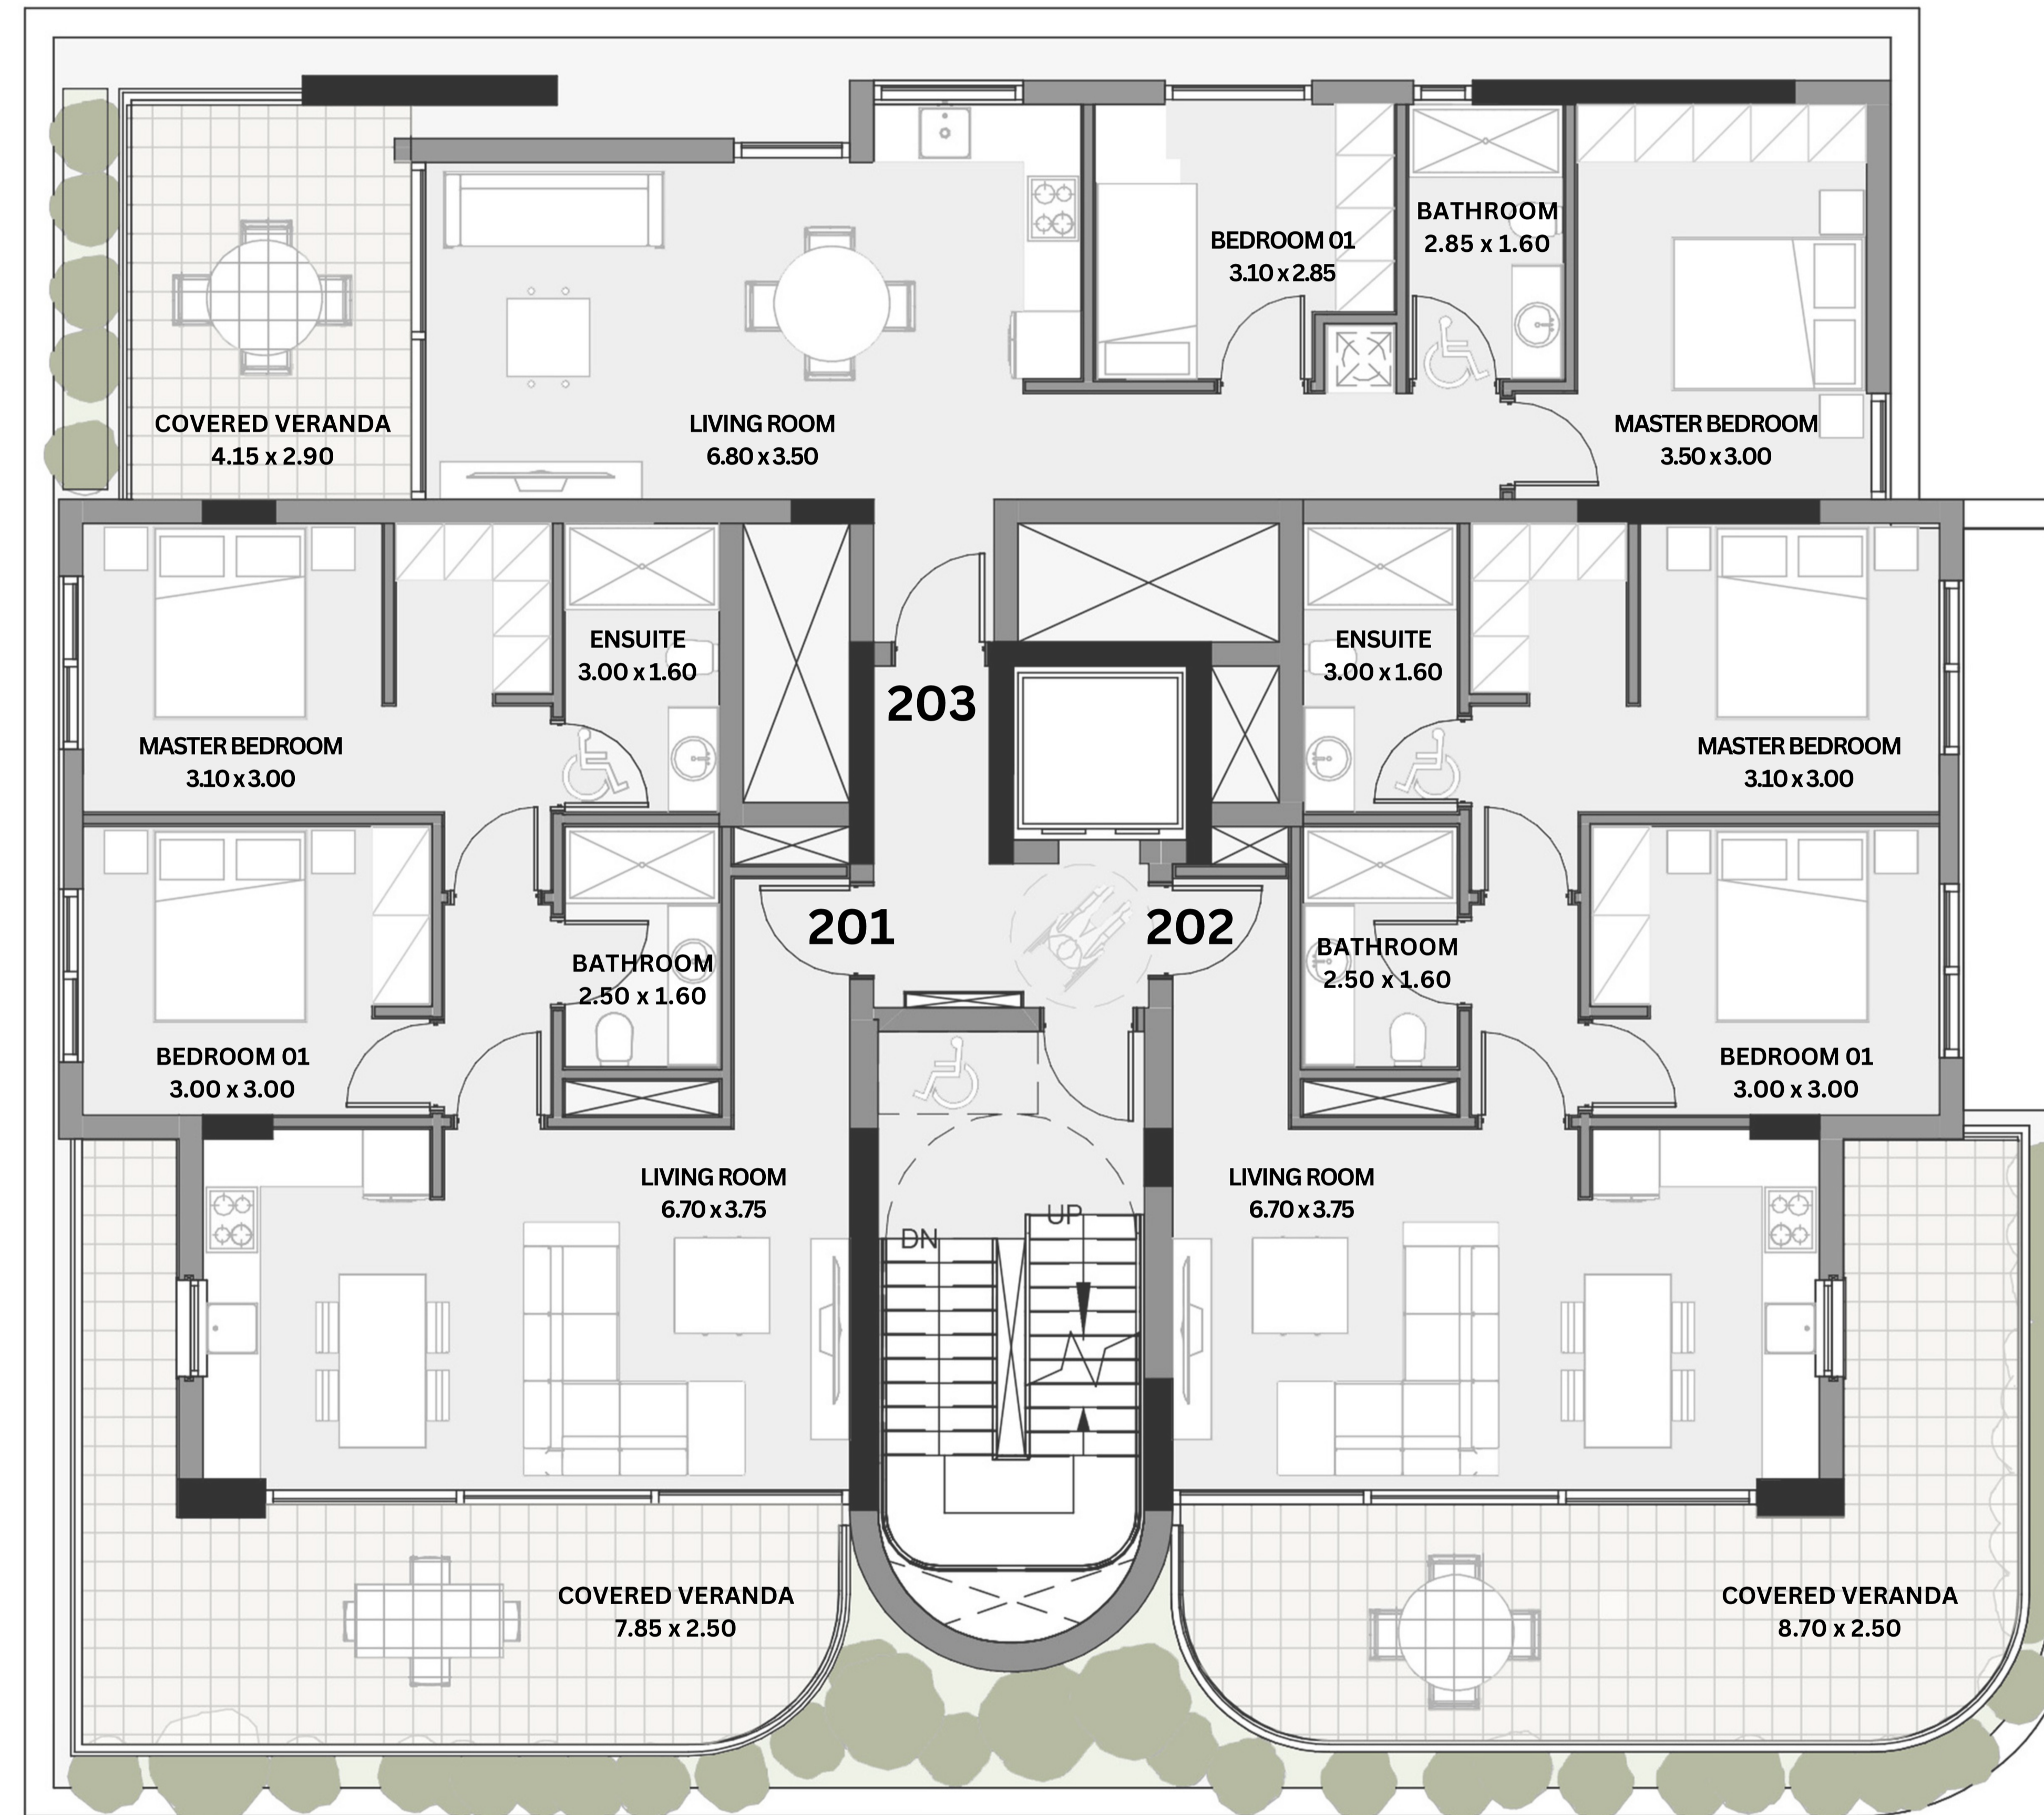 BATHROOM
2.85 x 1.60
BEDROOM 01
3.10 x 2.85
COVERED VERANDA
4.15 x 2.90
LIVING ROOM
6.80 x 3.50
MASTER BEDROOM
3.50 x 3.00
ENSUITE
3.00 x 1.60
ENSUITE
3.00 x 1.60
203
MASTER BEDROOM
3.10 x 3.00
MASTER BEDROOM
3.10 x 3.00
201
202
BATHROOM
2.50 x 1.60
BATHROOM
2.50 x 1.60
BEDROOM 01
3.00 x 3.00
BEDROOM 01
3.00 x 3.00
LIVING ROOM
6.70 x 3.75
LIVING ROOM
6.70 x 3.75
UP
DN
COVERED VERANDA
7.85 x 2.50
COVERED VERANDA
8.70 x 2.50